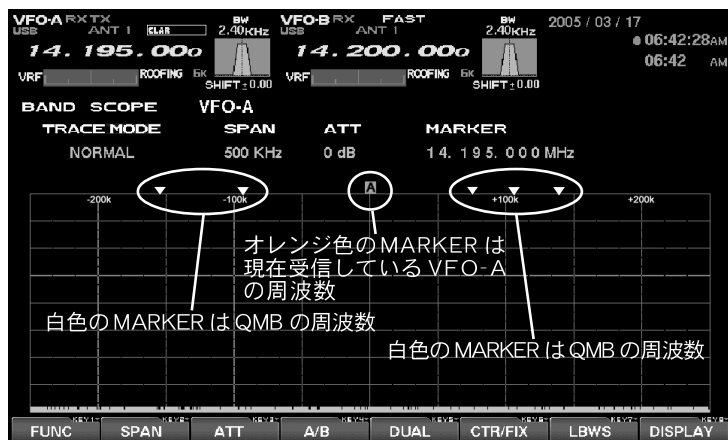 VFO-A RX TX BW VFO-B RX FAST BW 2005 / 03 / 17
USB ANT 1 CLAR 2.40KHz USB ANT 1 2.40KHz
14. 195. 000 14. 200. 000 06:42:28AM
06:42 AM
VRF ROOFING 6K VRF ROOFING 6K
SHIFT±0.00 SHIFT±0.00
BAND SCOPE VFO-A
TRACE MODE SPAN ATT MARKER
NORMAL 500 KHz 0 dB 14. 195. 000 MHz
A
-200k -100k +100k +200k
オレンジ色のMARKERは
現在受信しているVFO-A
の周波数
白色のMARKERはQMBの周波数
白色のMARKERはQMBの周波数
FUNC SPAN ATT A/B DUAL CTR/FIX LBWS DISPLAY